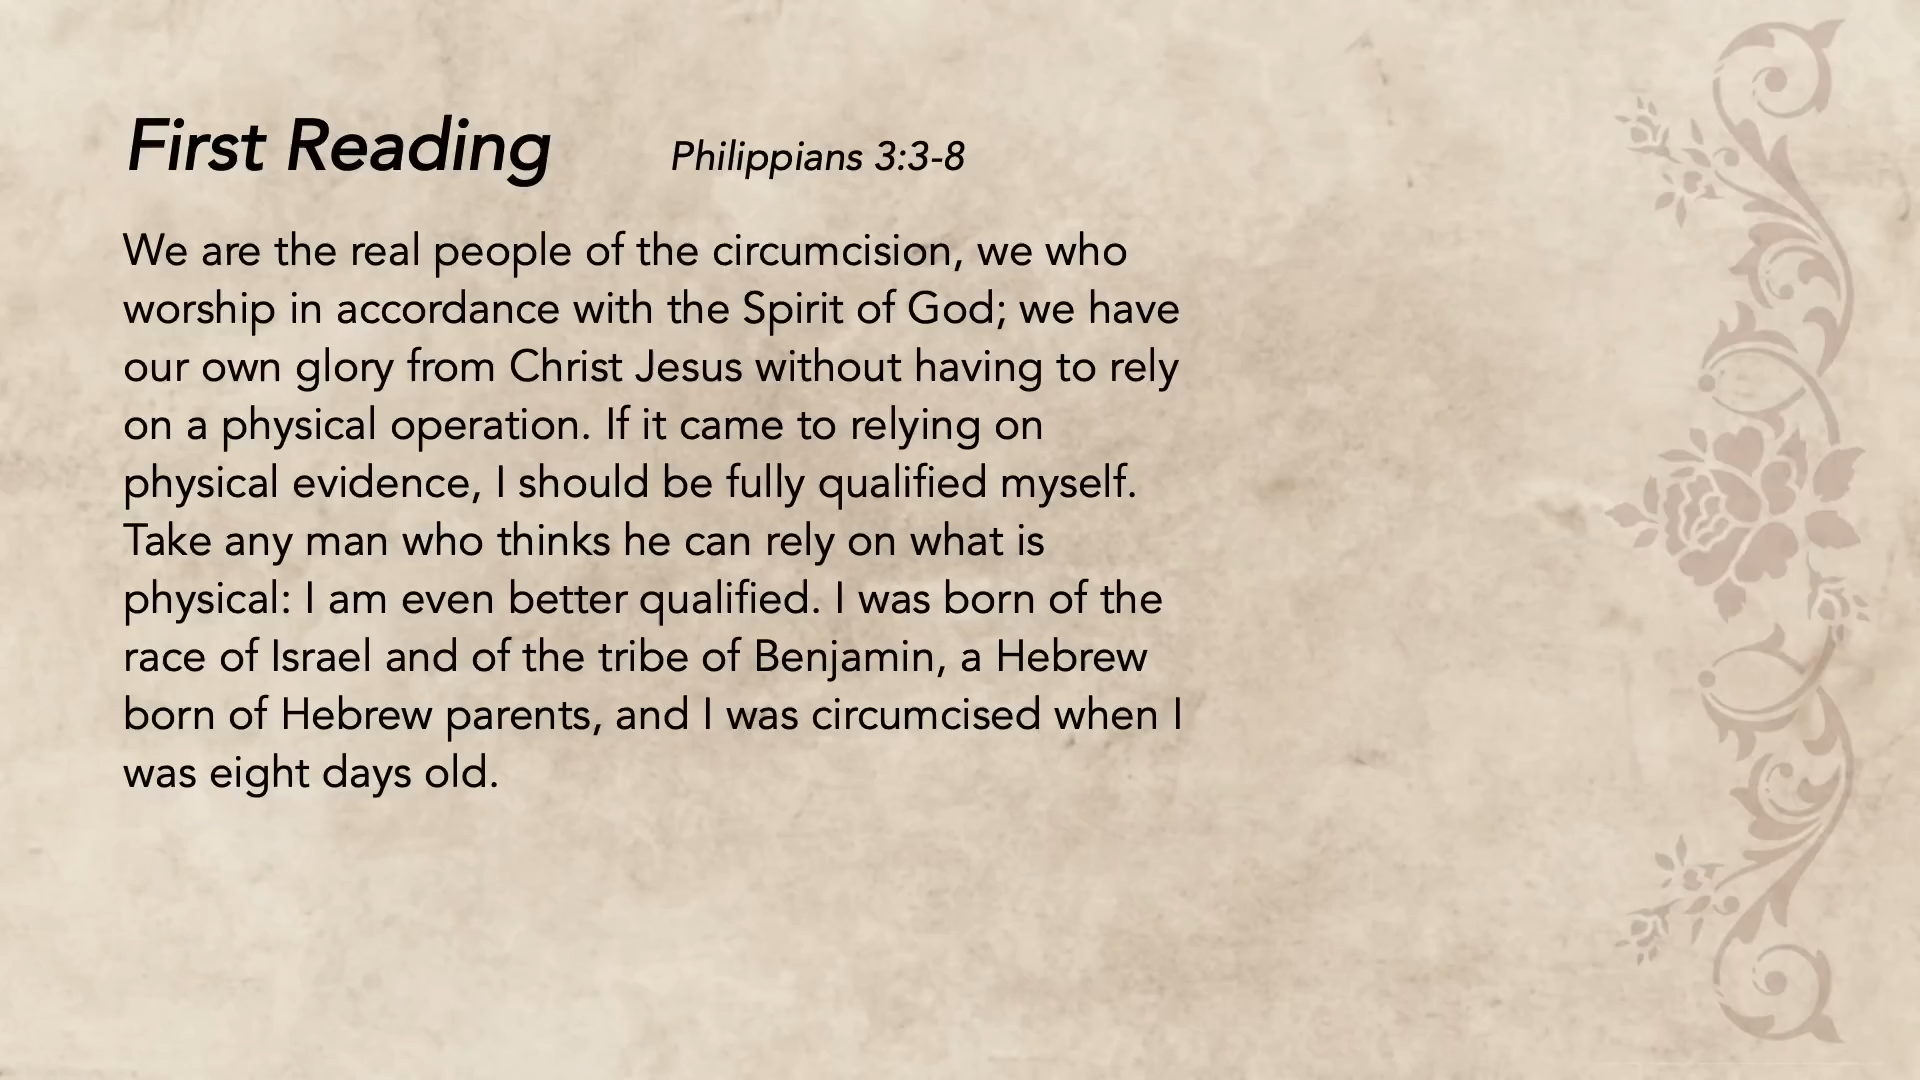 First Reading Philippians 3:3-8
We are the real people of the circumcision, we who
worship in accordance with the Spirit of God; we have
our own glory from Christ Jesus without having to rely
on a physical operation. If it came to relying on
physical evidence, I should be fully qualified myself.
Take any man who thinks he can rely on what is
physical: I am even better qualified. I was born of the
race of Israel and of the tribe of Benjamin, a Hebrew
born of Hebrew parents, and I was circumcised when I
was eight days old.